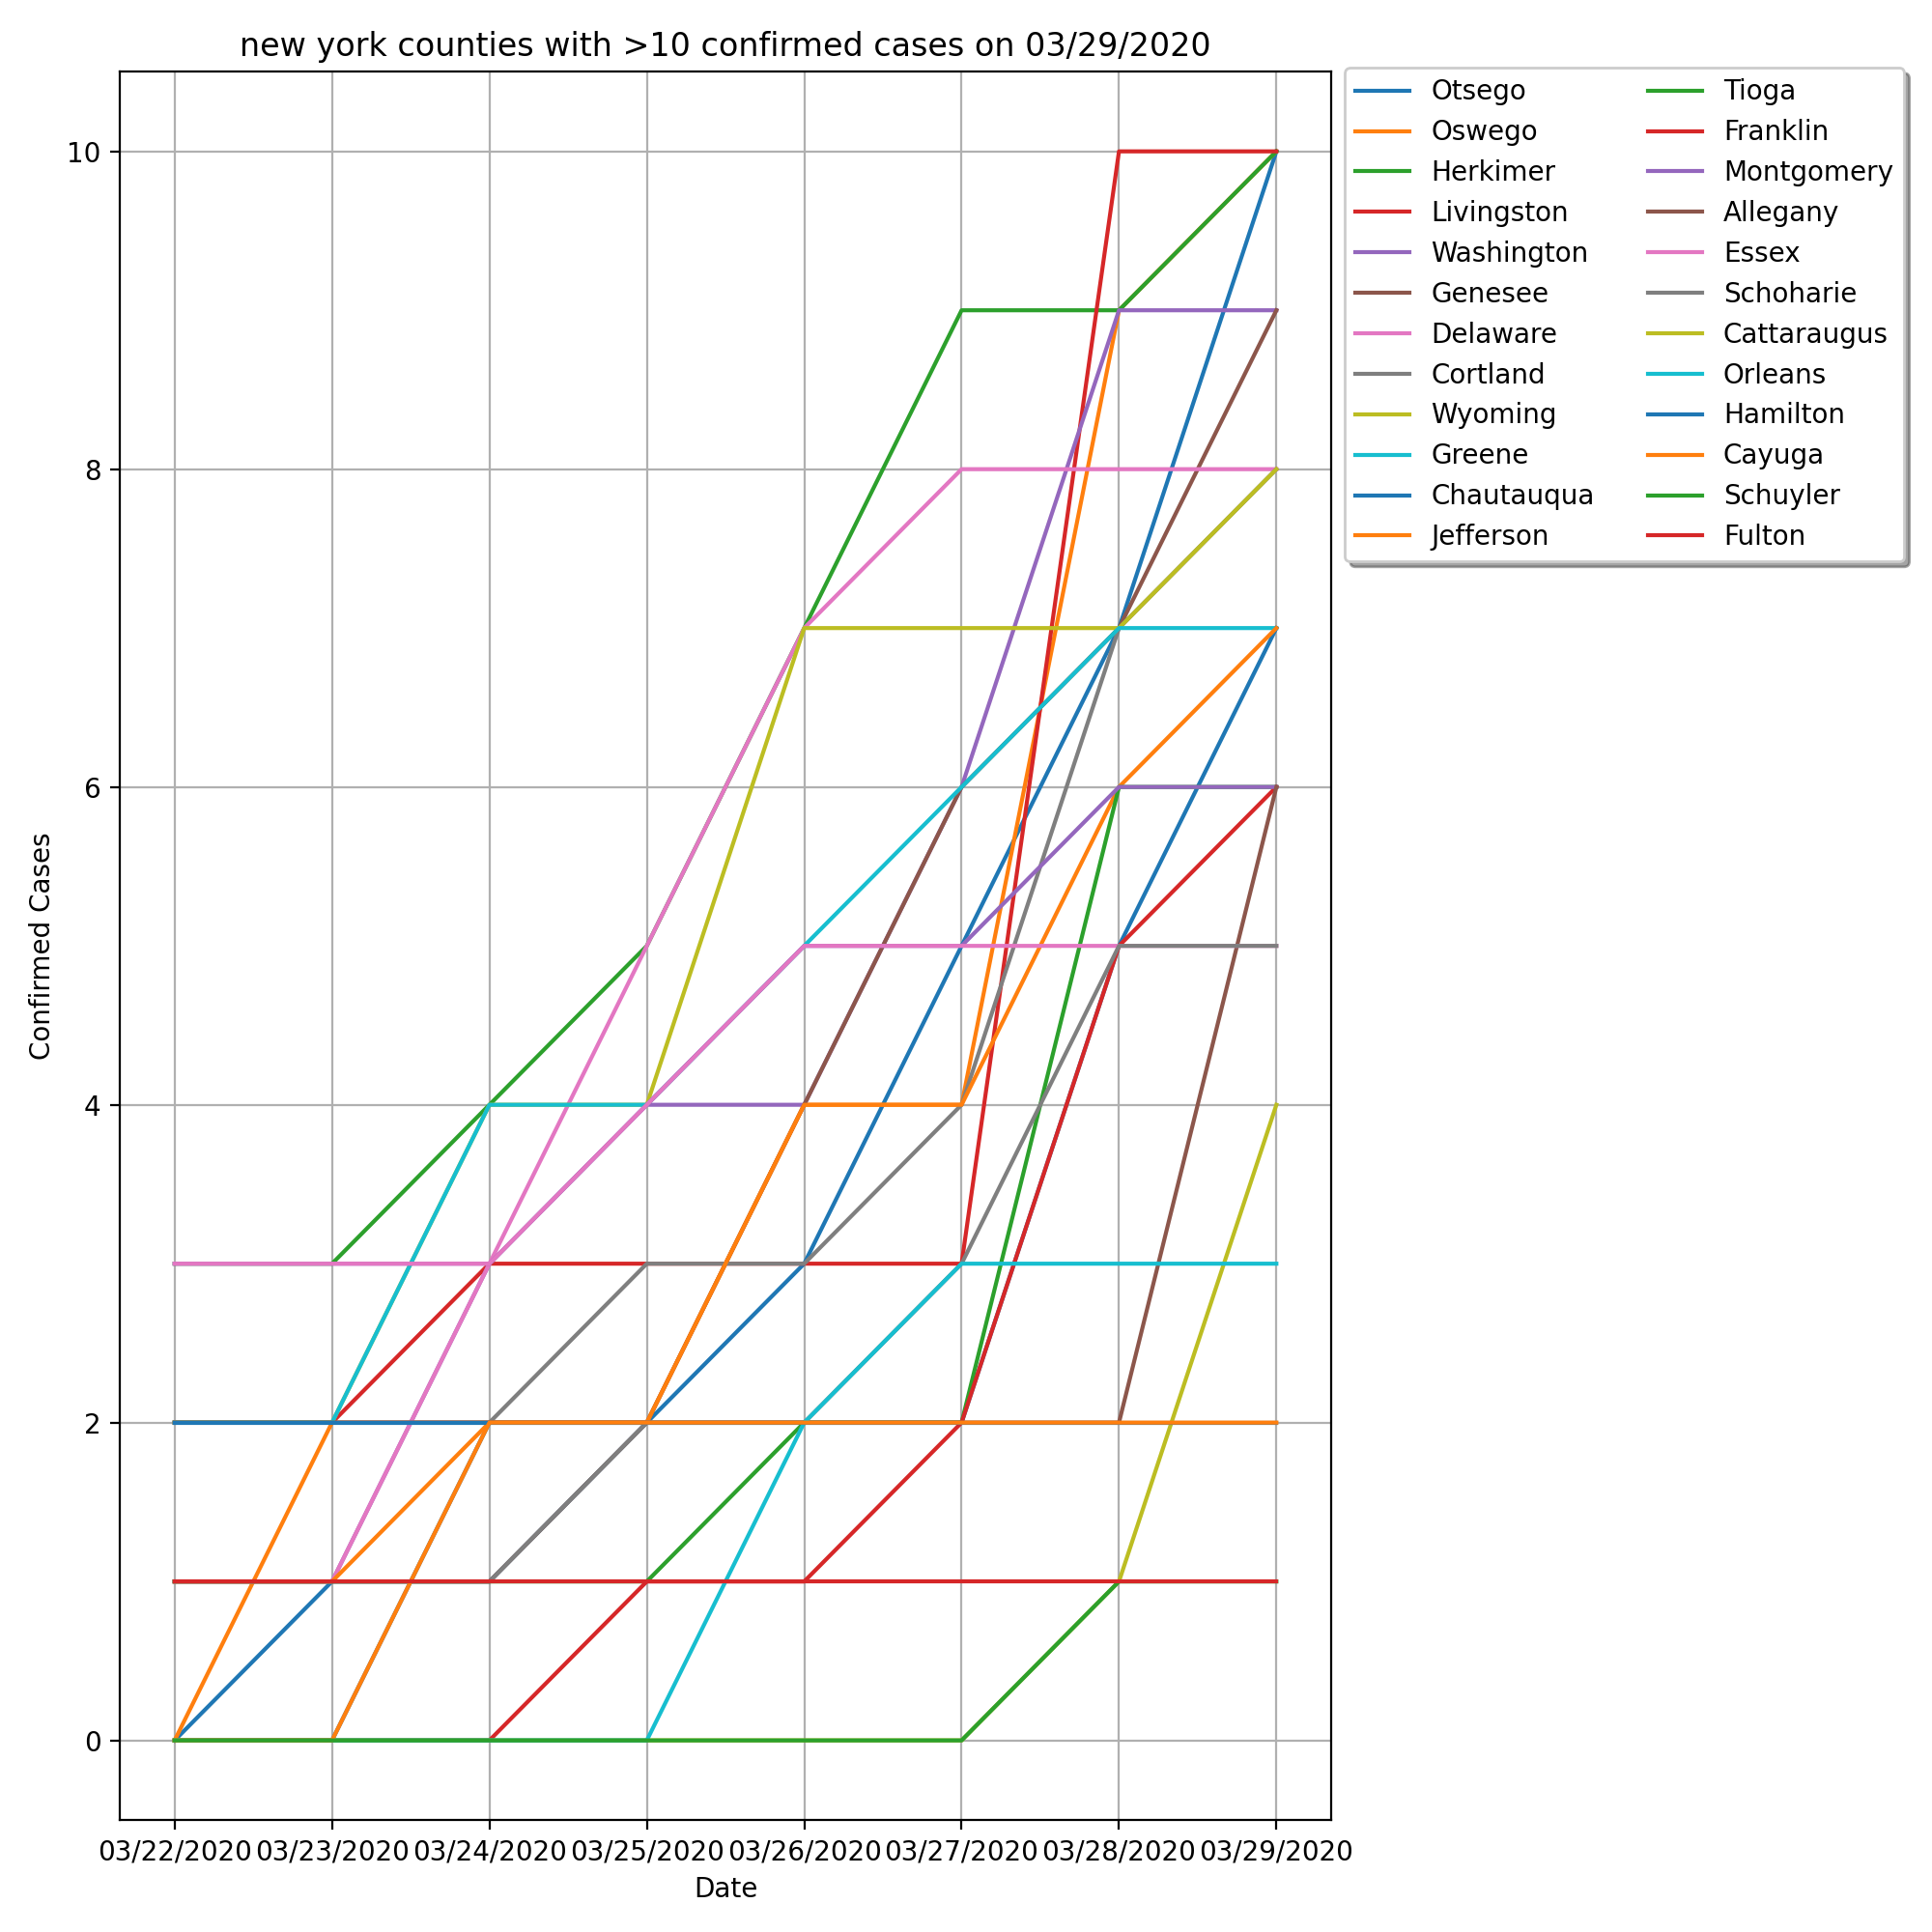 new york counties with >10 confirmed cases on 03/29/2020
Otsego
Oswego
Herkimer
Livingston
Washington
Genesee
Delaware
Cortland
Wyoming
Greene
Chautauqua
Jefferson
Tioga
Franklin
Montgomery
Allegany
Essex
Schoharie
Cattaraugus
Orleans
Hamilton
Cayuga
Schuyler
Fulton
Confirmed Cases
10
8
6
4
2
0
03/22/2020 03/23/2020 03/24/2020 03/25/2020 03/26/2020 03/27/2020 03/28/2020 03/29/2020
Date